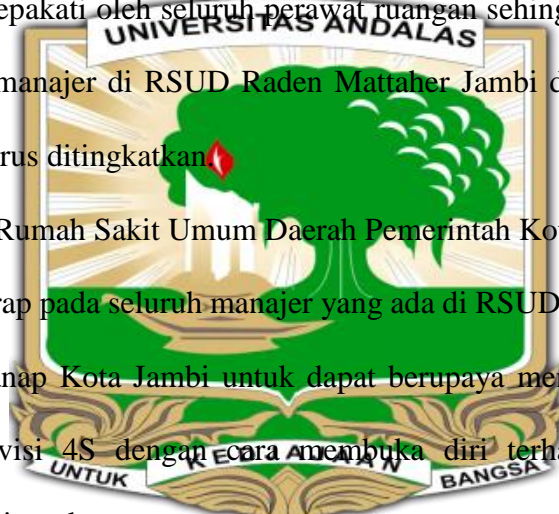 epakati oleh seluruh perawat ruangan sehing
UNIVERSITAS ANDALAS
manajer di RSUD Raden Mattaher Jambi d
rus ditingkatkan.
Rumah Sakit Umum Daerah Pemerintah Ko
rap pada seluruh manajer yang ada di RSUD
anap Kota Jambi untuk dapat berupaya me
visi 4S dengan cara membuka diri terha
UNTUK KEDJAJAAN BANGSA